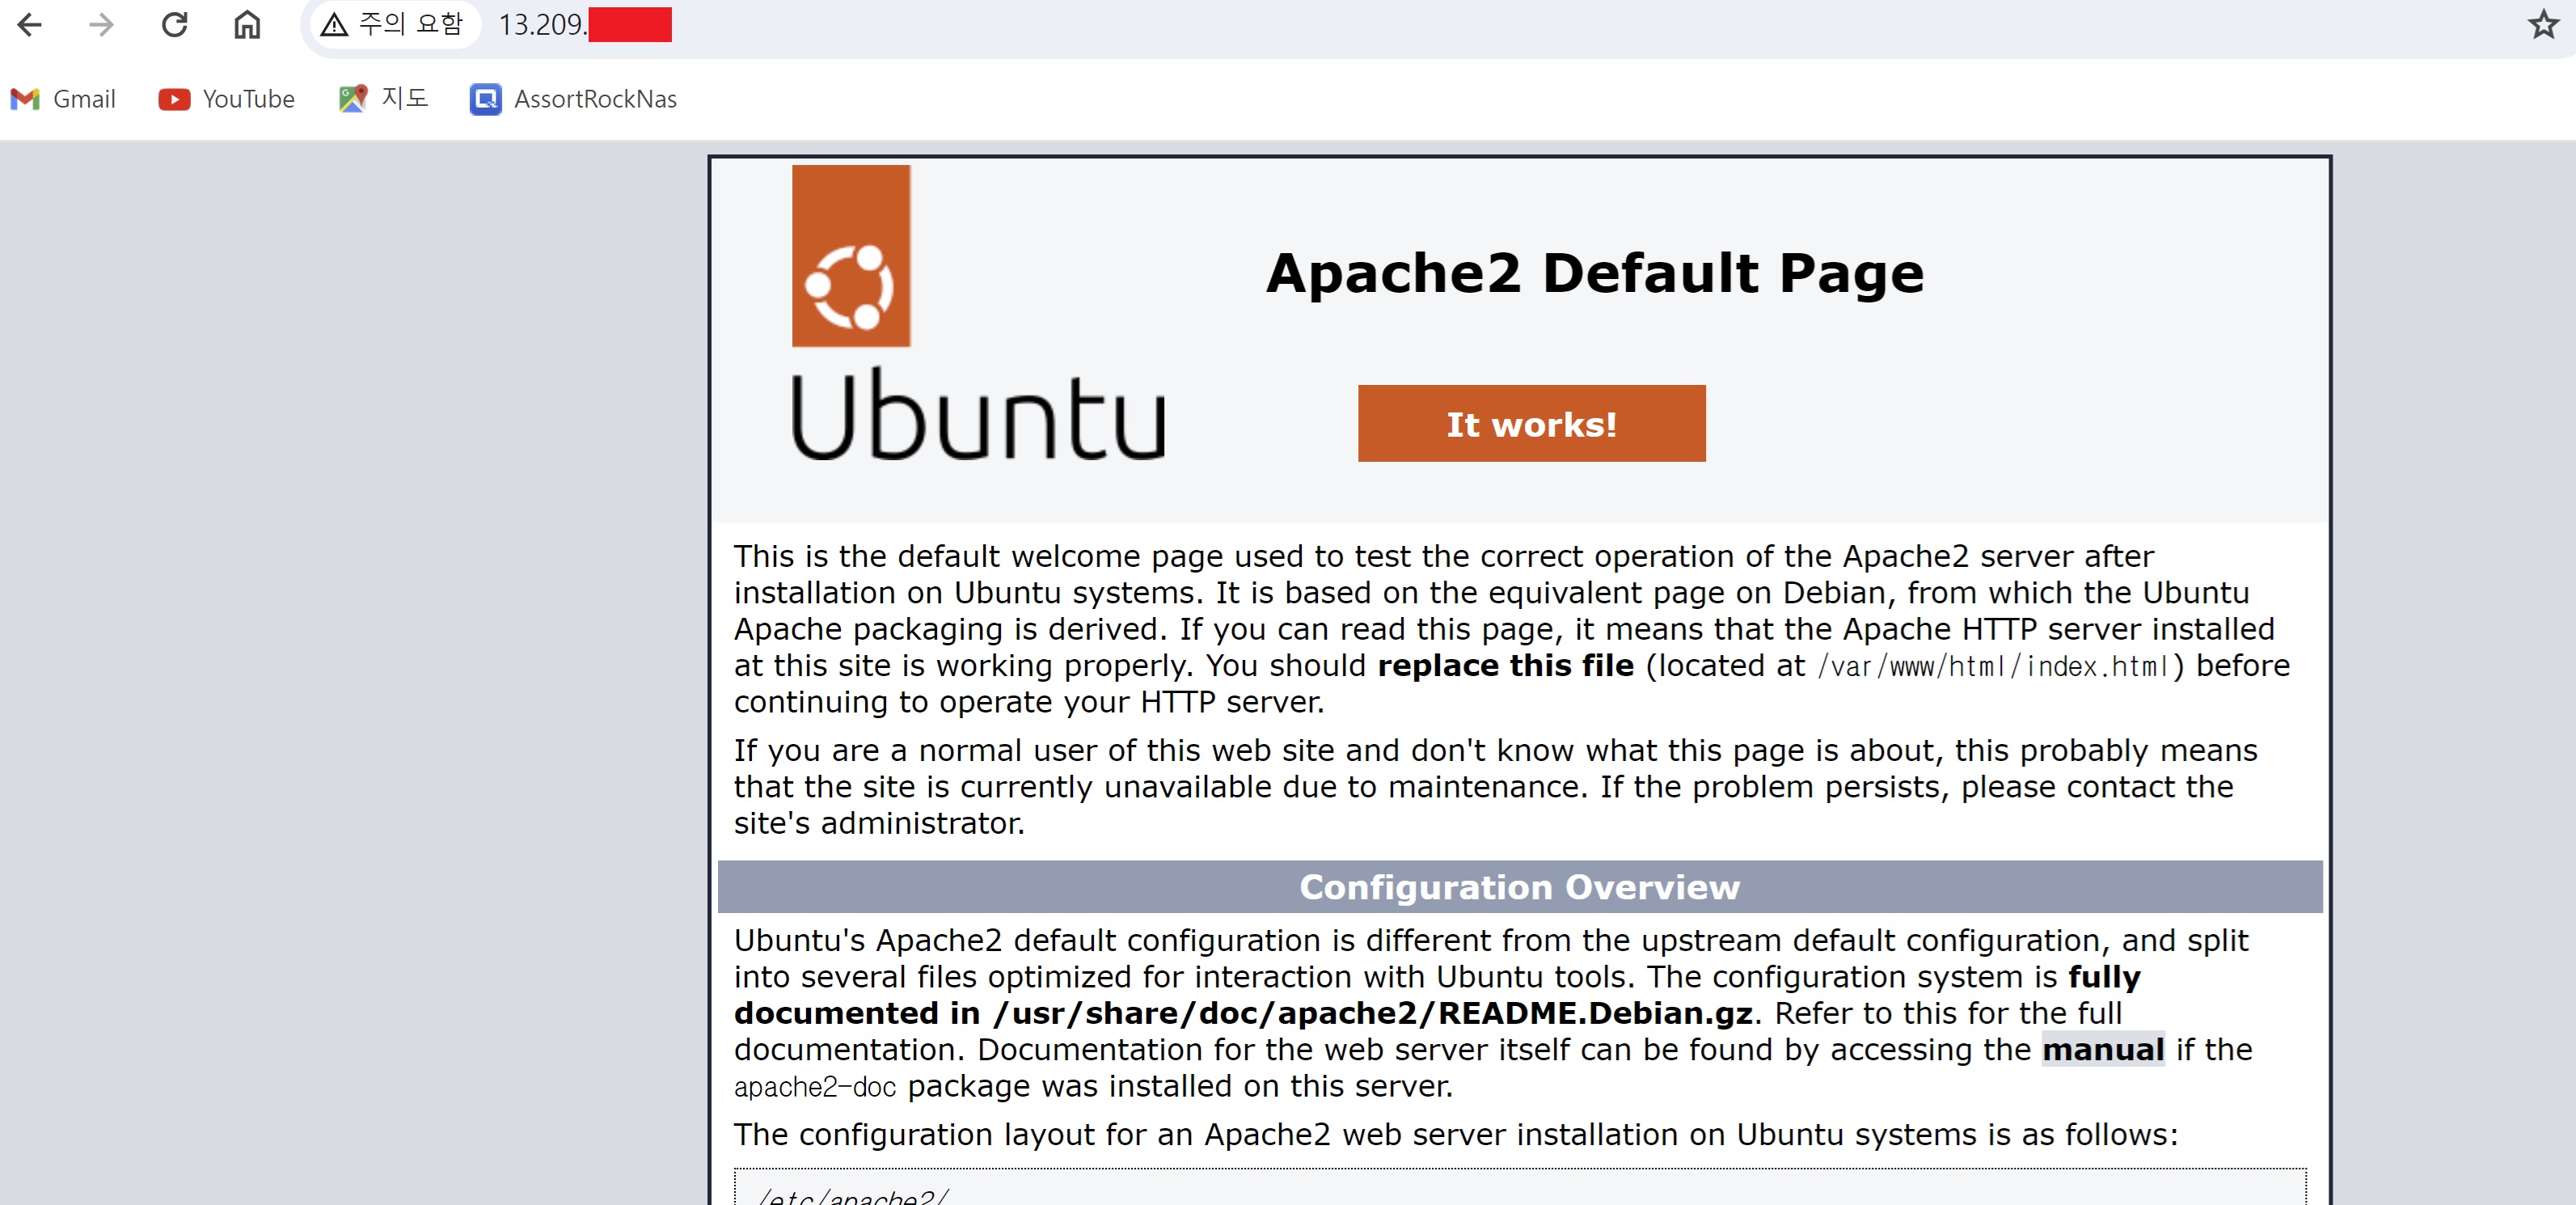 주의 요함 13.209.
Gmail YouTube 지도 AssortRockNas
Apache2 Default Page
Ubuntu
It works!
This is the default welcome page used to test the correct operation of the Apache2 server after
installation on Ubuntu systems. It is based on the equivalent page on Debian, from which the Ubuntu
Apache packaging is derived. If you can read this page, it means that the Apache HTTP server installed
at this site is working properly. You should replace this file (located at /var/www/html/index.html) before
continuing to operate your HTTP server.
If you are a normal user of this web site and don't know what this page is about, this probably means
that the site is currently unavailable due to maintenance. If the problem persists, please contact the
site's administrator.
Configuration Overview
Ubuntu's Apache2 default configuration is different from the upstream default configuration, and split
into several files optimized for interaction with Ubuntu tools. The configuration system is fully
documented in /usr/share/doc/apache2/README.Debian.gz. Refer to this for the full
documentation. Documentation for the web server itself can be found by accessing the manual if the
apache2-doc package was installed on this server.
The configuration layout for an Apache2 web server installation on Ubuntu systems is as follows:
/etc/apache2/